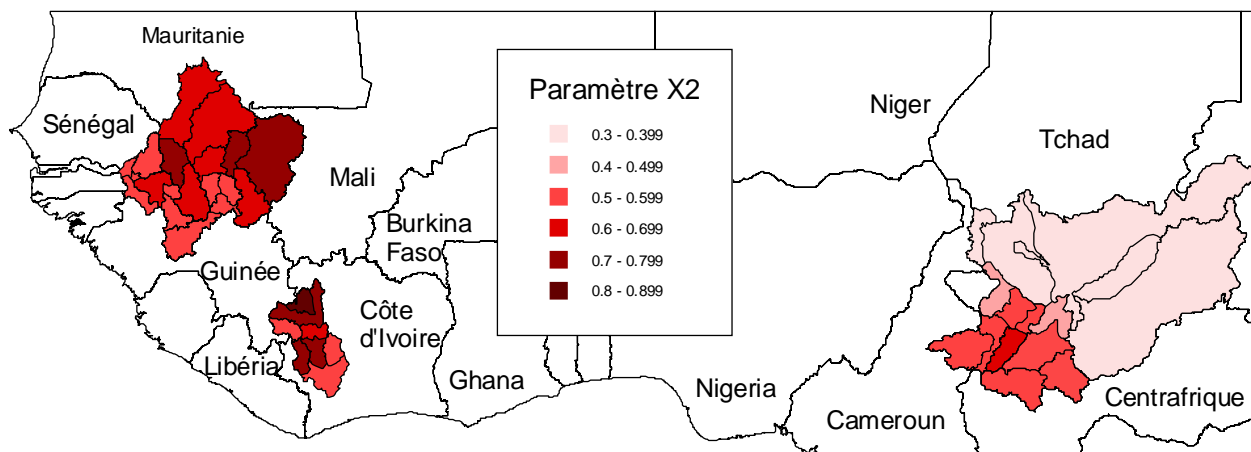 Mauritanie
Sénégal
Mali
Burkina
Faso
Guinée
Côte
d'Ivoire
Libéria
Ghana
Paramètre X2
0.3 - 0.399
0.4 - 0.499
0.5 - 0.599
0.6 - 0.699
0.7 - 0.799
0.8 - 0.899
Niger
Tchad
Nigeria
Cameroun
Centrafrique